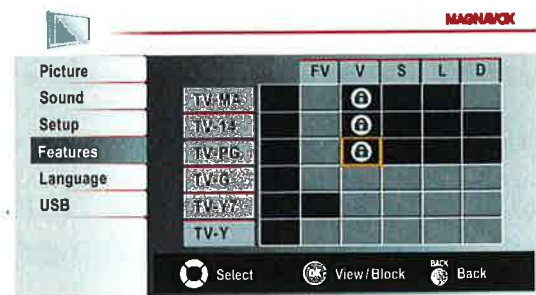 MAGNAVOX
Picture
Sound
Setup
Features
Language
USB
FV V S L D
TV-MA
TV-14
TV-PG
TV-G
TV-Y7
TV-Y
Select
OK View/Block
BACK Back